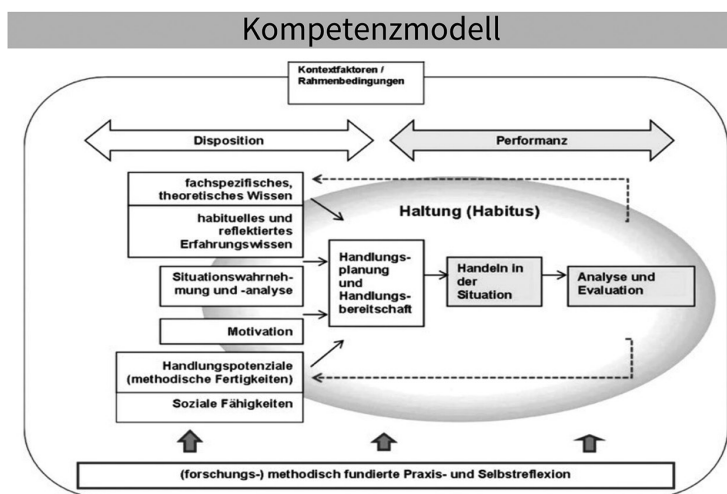 Kompetenzmodell
Kontextfaktoren /
Rahmenbedingungen
Disposition
Performanz
fachspezifisches,
theoretisches Wissen
habituelles und
reflektiertes
Erfahrungswissen
Situationswahrneh-
mung und -analyse
Motivation
Handlungspotenziale
(methodische Fertigkeiten)
Soziale Fähigkeiten
Haltung (Habitus)
Handlungs-
planung
und
Handlungs-
bereitschaft
Handeln in
der
Situation
Analyse und
Evaluation
(forschungs-) methodisch fundierte Praxis- und Selbstreflexion